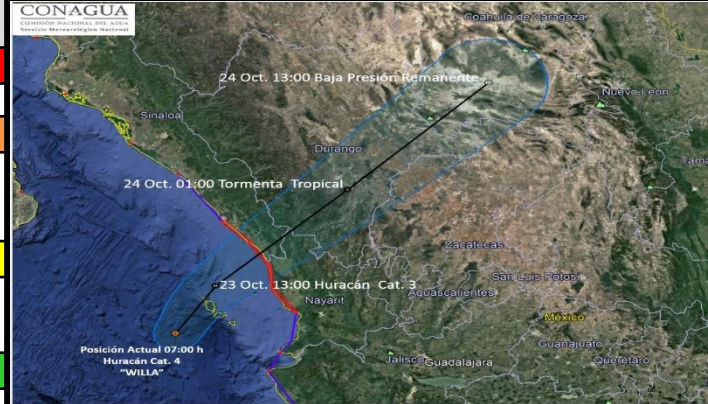 CONAGUA
COMISIÓN NACIONAL DEL AGUA
Servicio Meteorológico Nacional
Coahuila de Zaragoza
24 Oct. 13:00 Baja Presión Remanente
Nuevo León
Sinaloa
Durango
Tama
24 Oct. 01:00 Tormenta Tropical
Zacatecas
San Luis Potosí
23 Oct. 13:00 Huracán Cat. 3
Aguascalientes
Nayarit
México
Guanajuato
Posición Actual 07:00 h
Huracán Cat. 4
“WILLA”
Jalisco
Guadalajara
Querétaro